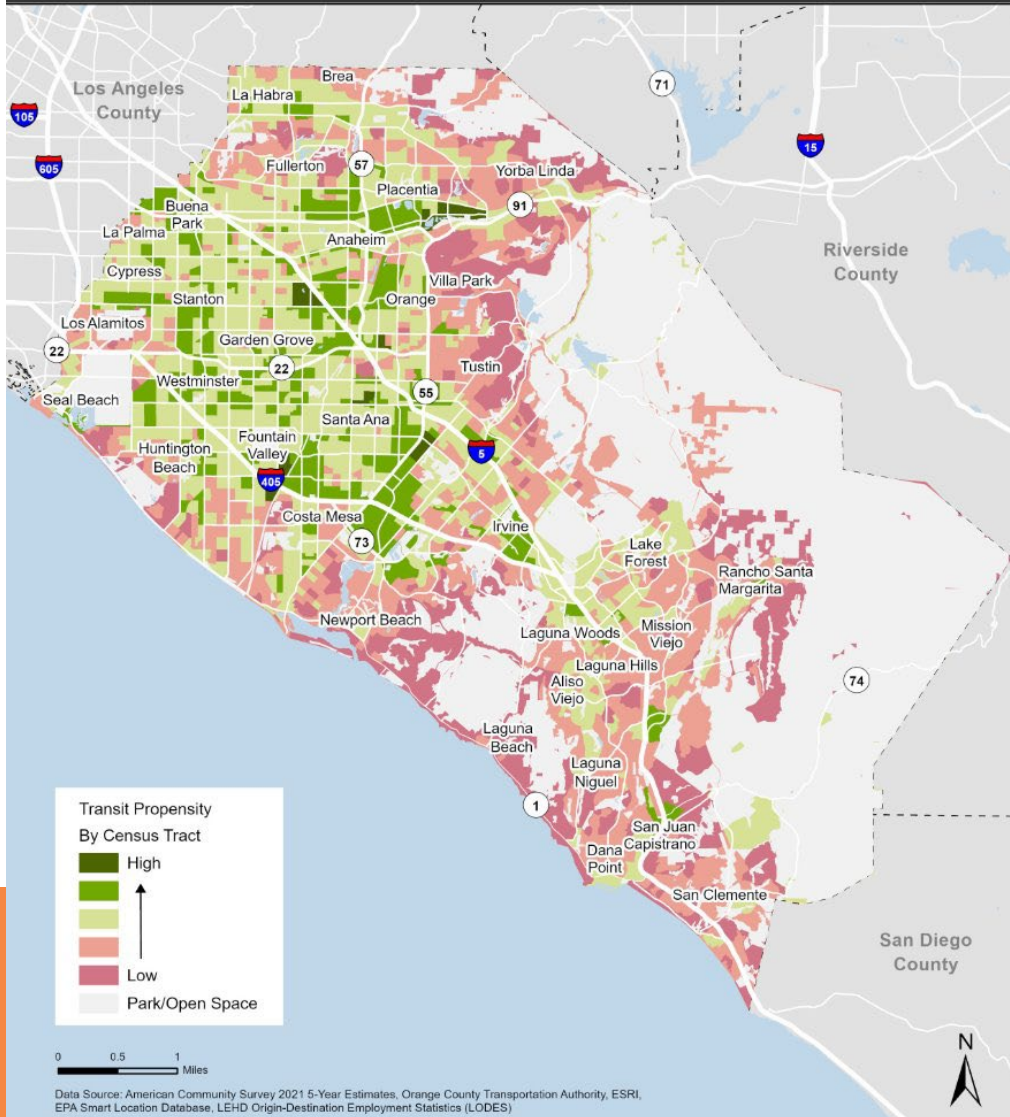 Brea
Los Angeles
County
La Habra
71
105
15
605
Fullerton
57
Yorba Linda
Placentia
91
Buena
Park
La Palma
Anaheim
Riverside
County
Cypress
Villa Park
Stanton
Orange
Los Alamitos
Garden Grove
22
22
Tustin
Westminster
55
Seal Beach
Santa Ana
Fountain
Valley
Huntington
Beach
5
405
Costa Mesa
Irvine
73
Lake
Forest
Rancho Santa
Margarita
Newport Beach
Laguna Woods
Mission
Viejo
Laguna Hills
Aliso
Viejo
74
Laguna
Beach
Laguna
Niguel
1
San Juan
Capistrano
Dana
Point
San Clemente
San Diego
County
Transit Propensity
By Census Tract
High
Low
Park/Open Space
0 0.5 1
Miles
N
Data Source: American Community Survey 2021 5-Year Estimates, Orange County Transportation Authority, ESRI,
EPA Smart Location Database, LEHD Origin-Destination Employment Statistics (LODES)